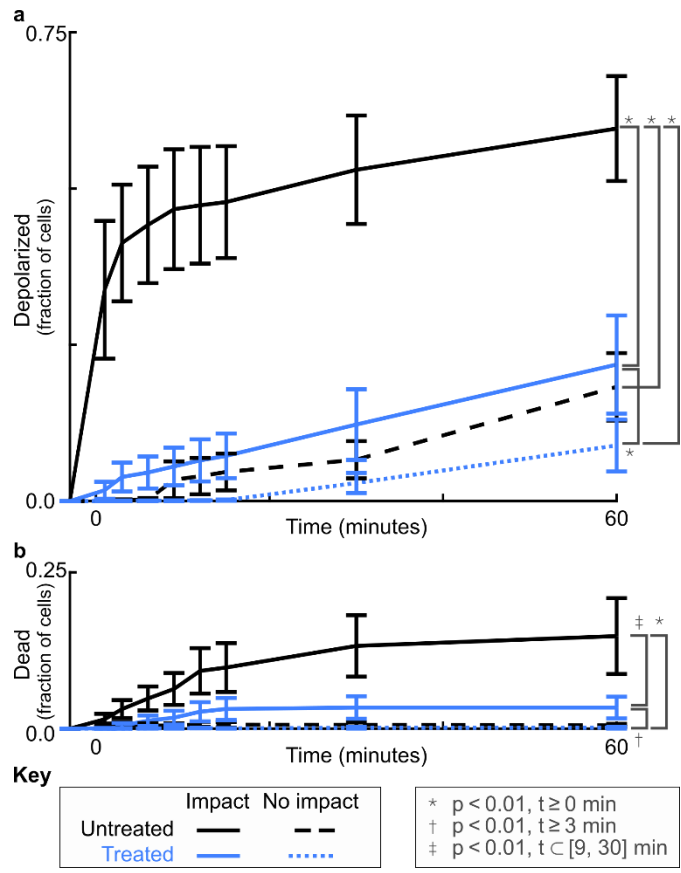 a
0.75
Depolarized
(fraction of cells)
* * *
*
0.0
0
Time (minutes)
60
b
0.25
Dead
(fraction of cells)
‡ *
†
0.0
0
Time (minutes)
60
Key
Impact No impact
Untreated
Treated
* p < 0.01, t ≥ 0 min
† p < 0.01, t ≥ 3 min
‡ p < 0.01, t ⊂ [9, 30] min